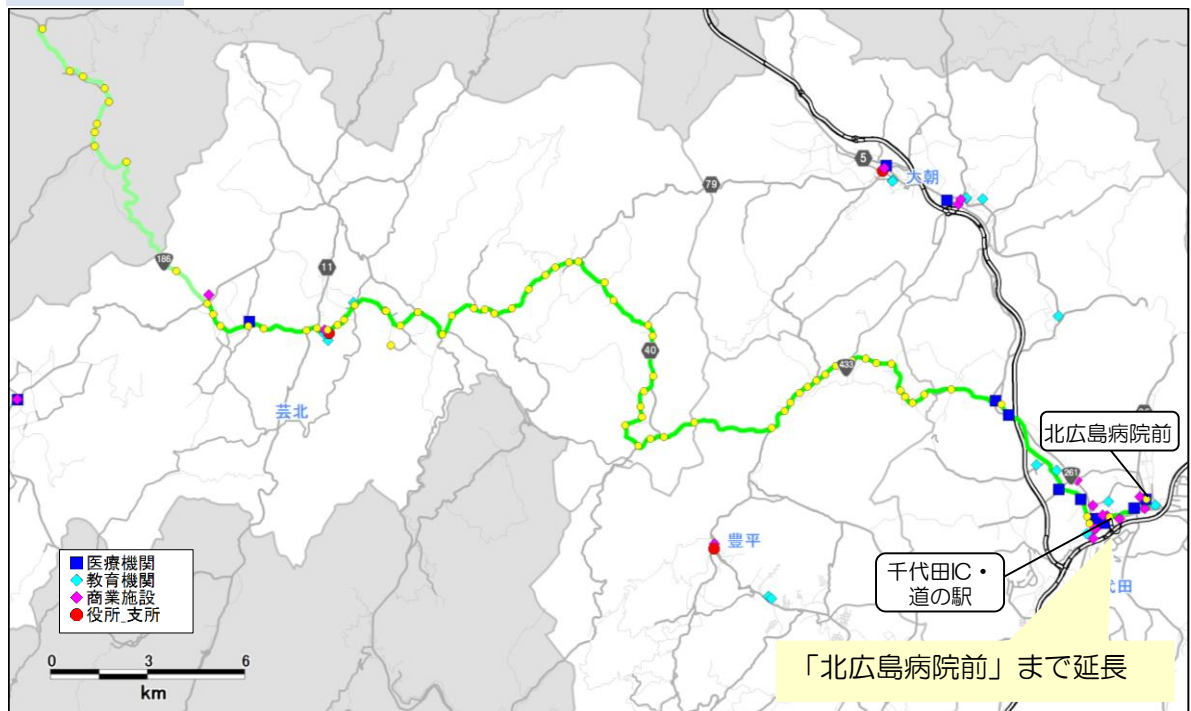 5
大朝
79
186
11
40
433
芸北
北広島病院前
261
豊平
千代田IC・
道の駅
代田
■医療機関
◆教育機関
◆商業施設
●役所_支所
0 3 6
km
「北広島病院前」まで延長